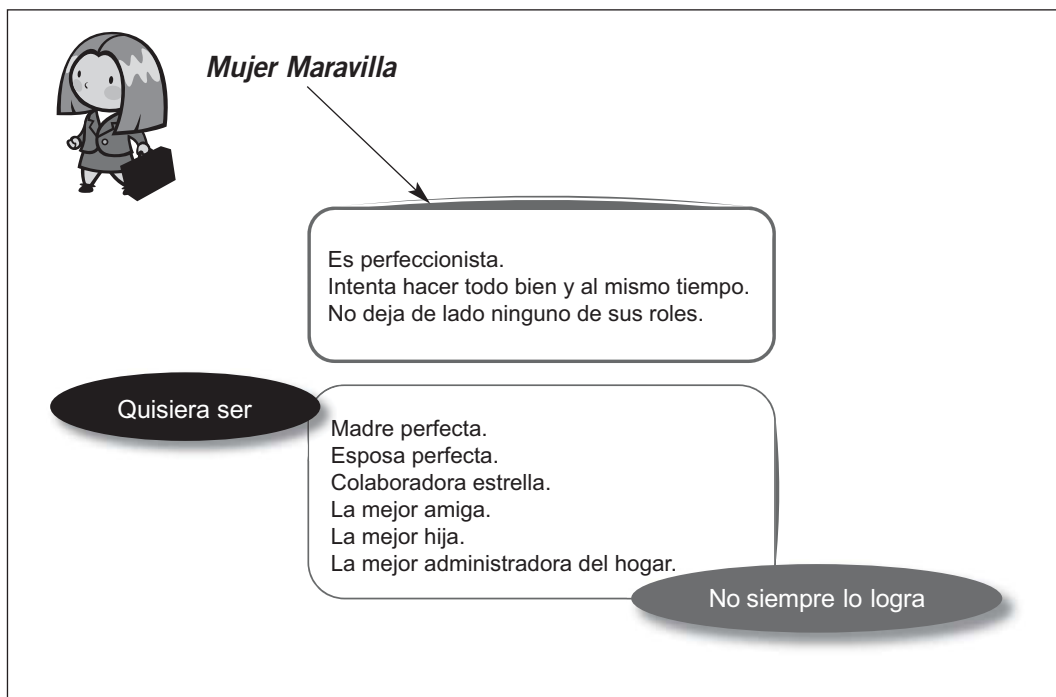 Mujer Maravilla
Es perfeccionista.
Intenta hacer todo bien y al mismo tiempo.
No deja de lado ninguno de sus roles.
Quisiera ser
Madre perfecta.
Esposa perfecta.
Colaboradora estrella.
La mejor amiga.
La mejor hija.
La mejor administradora del hogar.
No siempre lo logra